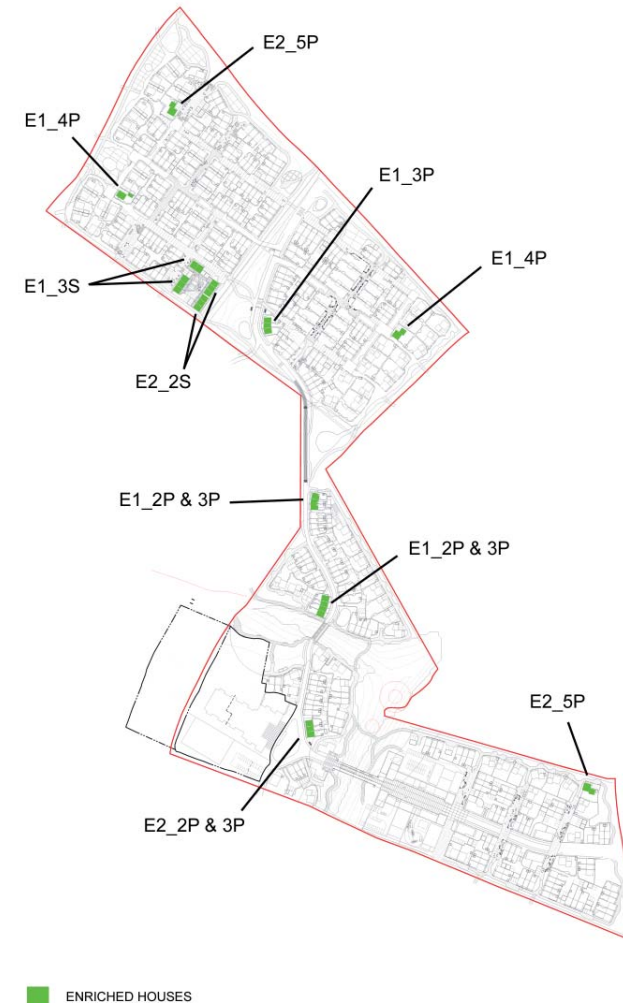 E2_5P
E1_4P
E1_3P
E1_4P
E1_3S
E2_2S
E1_2P & 3P
E1_2P & 3P
E2_5P
E2_2P & 3P
ENRICHED HOUSES